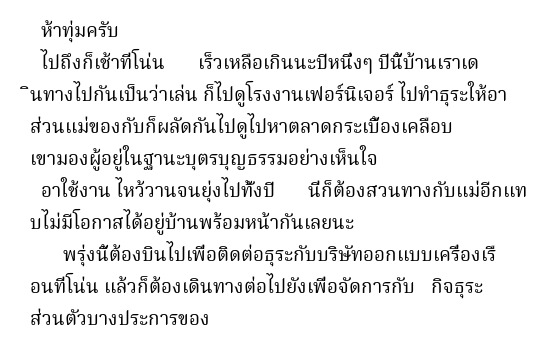 ห้าทุ่มครับ
ไปถึงก็เช้าที่โน่น เร็วเหลือเกินนะปีหนึ่งๆ ปีนี้บ้านเราเด
ินทางไปกันเป็นว่าเล่น ก็ไปดูโรงงานเฟอร์นิเจอร์ ไปทำธุระให้อา
ส่วนแม่ของกับก็ผลัดกันไปดูไปหาตลาดกระเบื้องเคลือบ
เขามองผู้อยู่ในฐานะบุตรบุญธรรมอย่างเห็นใจ
อาใช้งาน ไหว้วานจนยุ่งไปทั้งปี นี่ก็ต้องสวนทางกับแม่อีกแท
บไม่มีโอกาสได้อยู่บ้านพร้อมหน้ากันเลยนะ
พรุ่งนี้ต้องบินไปเพื่อติดต่อธุระกับบริษัทออกแบบเครื่องเรื
อนที่โน่น แล้วก็ต้องเดินทางต่อไปยังเพื่อจัดการกับ กิจธุระ
ส่วนตัวบางประการของ